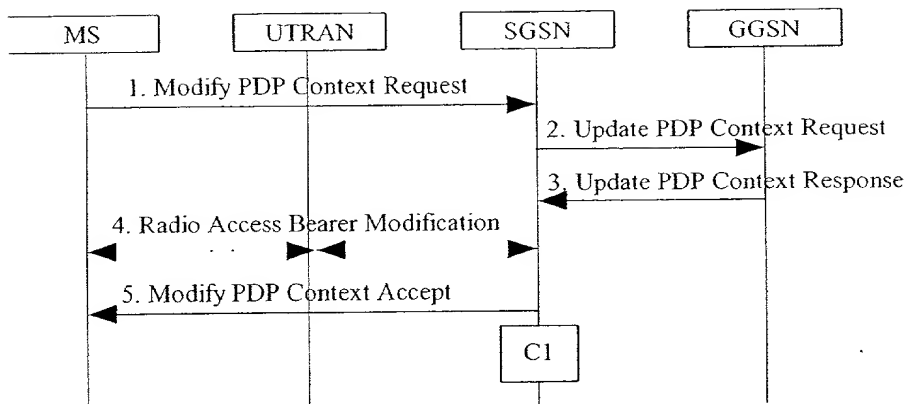 MS UTRAN SGSN GGSN
1. Modify PDP Context Request
2. Update PDP Context Request
3. Update PDP Context Response
4. Radio Access Bearer Modification
5. Modify PDP Context Accept
C1